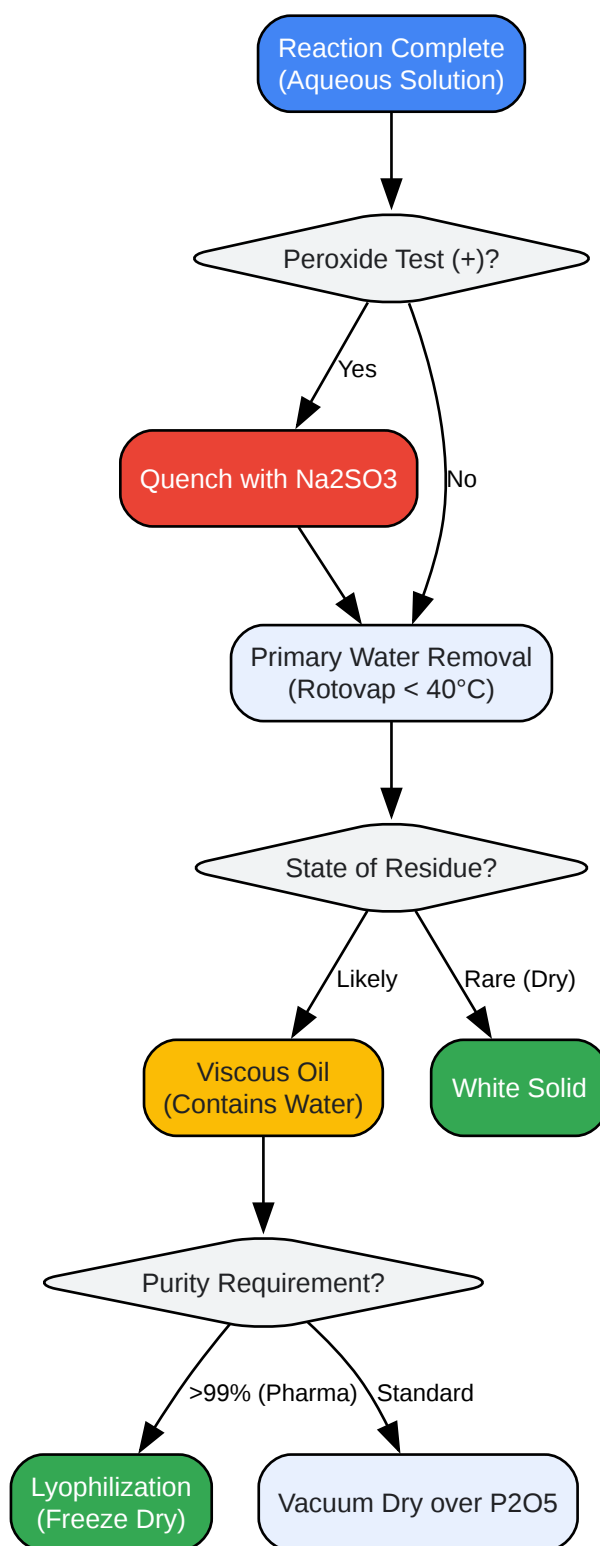 Reaction Complete
(Aqueous Solution)
Peroxide Test (+)?
Yes
Quench with Na2SO3
No
Primary Water Removal
(Rotovap < 40°C)
State of Residue?
Likely
Rare (Dry)
Viscous Oil
(Contains Water)
White Solid
Purity Requirement?
>99% (Pharma)
Standard
Lyophilization
(Freeze Dry)
Vacuum Dry over P2O5